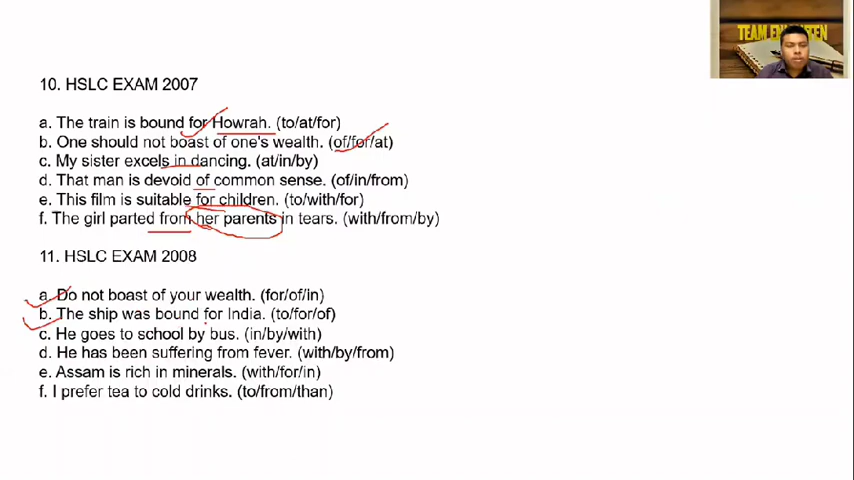 TEAM EN
TEN
10. HSLC EXAM 2007
a. The train is bound for Howrah. (to/at/for)
b. One should not boast of one's wealth. (of/for/at)
c. My sister excels in dancing. (at/in/by)
d. That man is devoid of common sense. (of/in/from)
e. This film is suitable for children. (to/with/for)
f. The girl parted from her parents in tears. (with/from/by)
11. HSLC EXAM 2008
a. Do not boast of your wealth. (for/of/in)
b. The ship was bound for India. (to/for/of)
c. He goes to school by bus. (in/by/with)
d. He has been suffering from fever. (with/by/from)
e. Assam is rich in minerals. (with/for/in)
f. I prefer tea to cold drinks. (to/from/than)